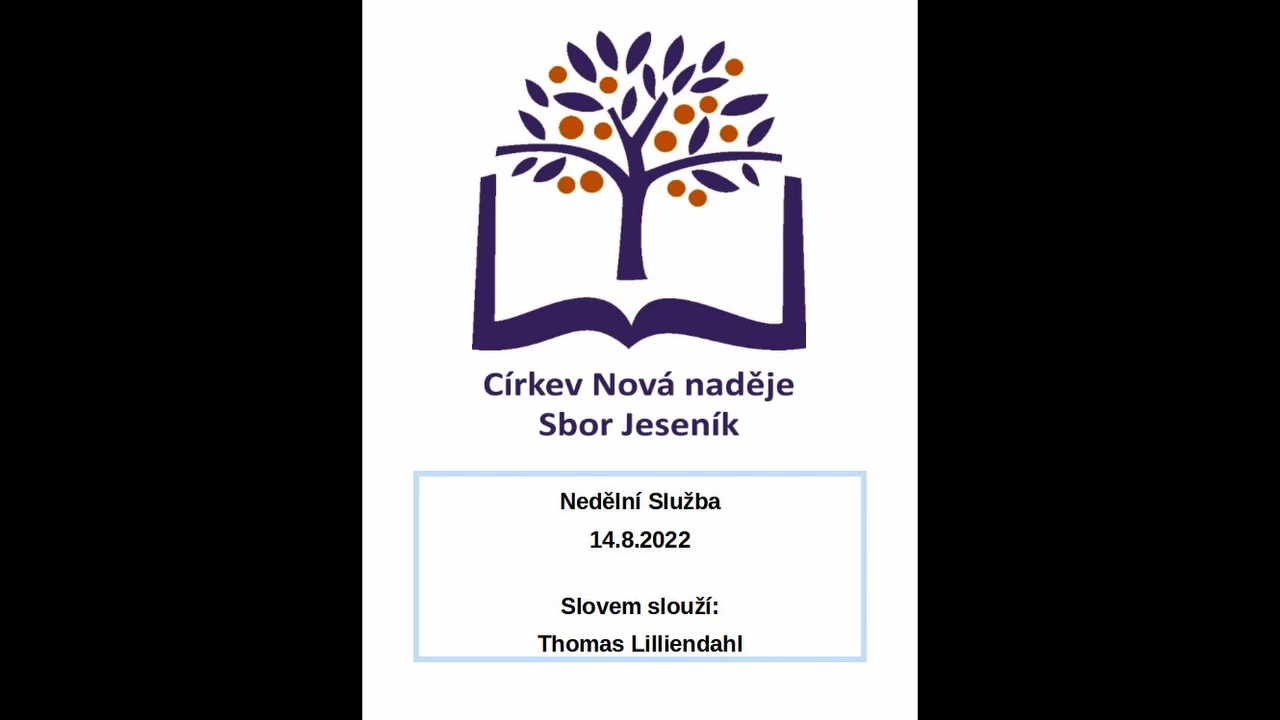 Církev Nová naděje
Sbor Jeseník
Nedělní Služba
14.8.2022
Slovem slouží:
Thomas Lilliendahl